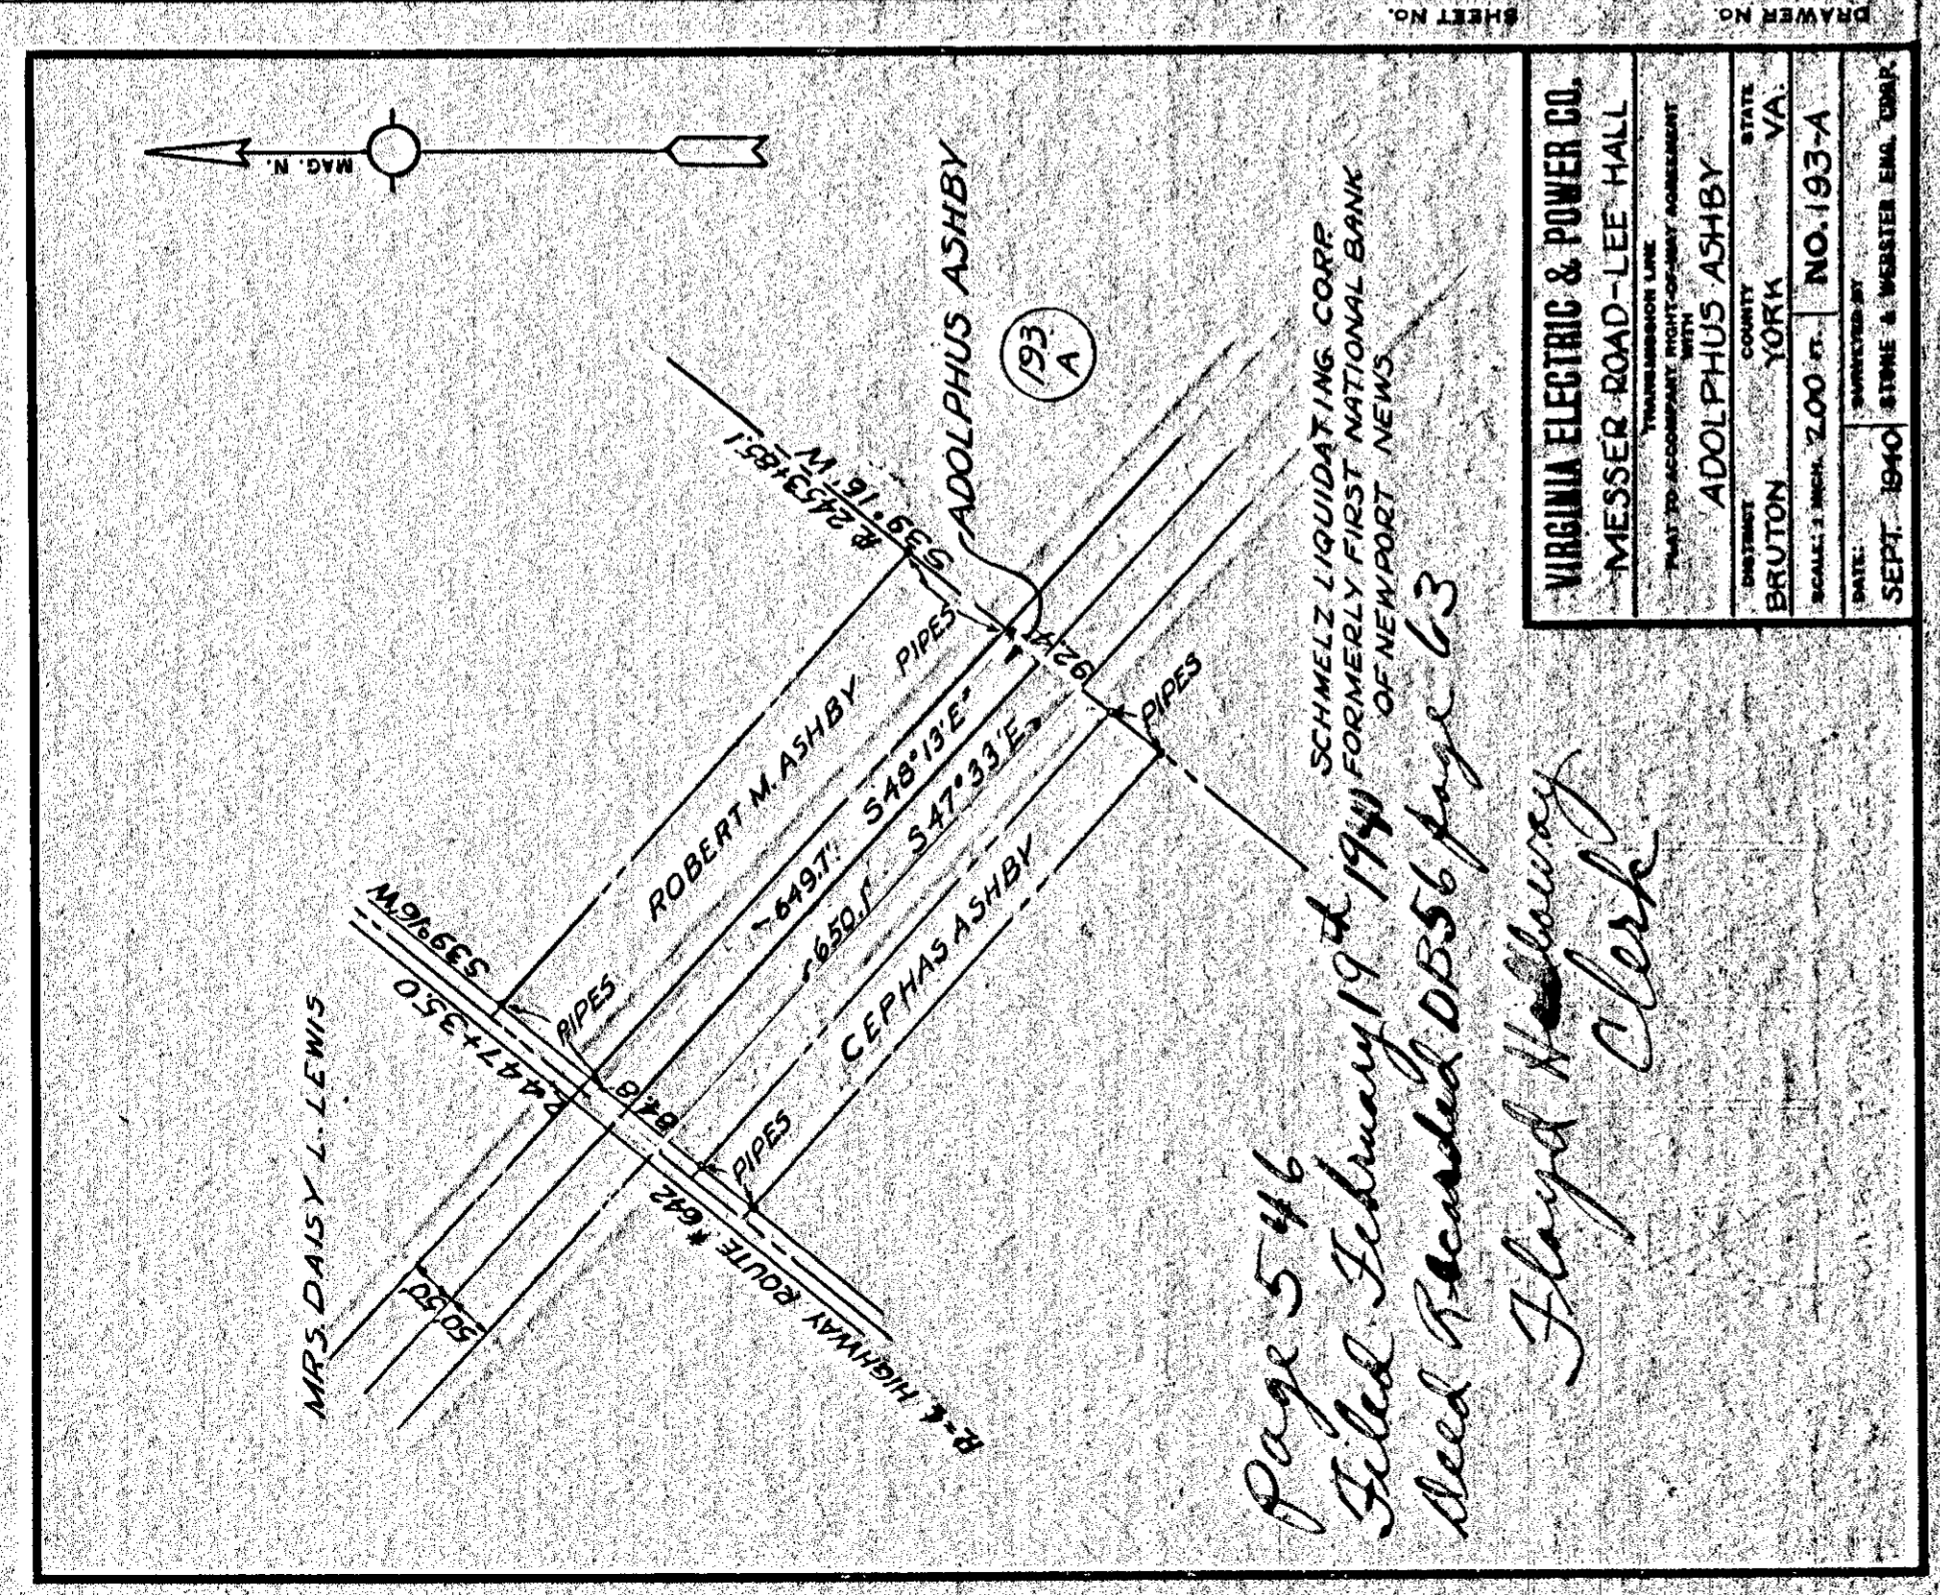 SHEET No.
DRAWER No.
MAG. N.
MRS. DAISY L. LEWIS
S39°16'W
447+35.0
PIPES
ROBERT M. ASHBY
PIPES
2453+85.1
S39°16'W
ADOLPHUS ASHBY
193
A
50'
50'
84.8
649.7' S48°13'E
650.1' S47°33'E
92.4
PIPES
CEPHAS ASHBY
PIPES
HIGHWAY ROUTE #642
SCHMELZ LIQUIDATING CORP.
FORMERLY FIRST NATIONAL BANK
OF NEWPORT NEWS.
Page 546
Filed February 19th
Deed Recorded DB56 page 63
Floyd Holloway
Clerk
VIRGINIA ELECTRIC & POWER CO.
MESSER ROAD-LEE HALL
TRANSMISSION LINE
PLAT TO ACCOMPANY RIGHT-OF-WAY AGREEMENT
WITH
ADOLPHUS ASHBY
DISTRICT COUNTY STATE
BRUTON YORK VA.
SCALE: 1 INCH 200 FT. NO. 193-A
DATE: SURVEYED BY
SEPT. 1940 STONE & WEBSTER ENG. CORP.